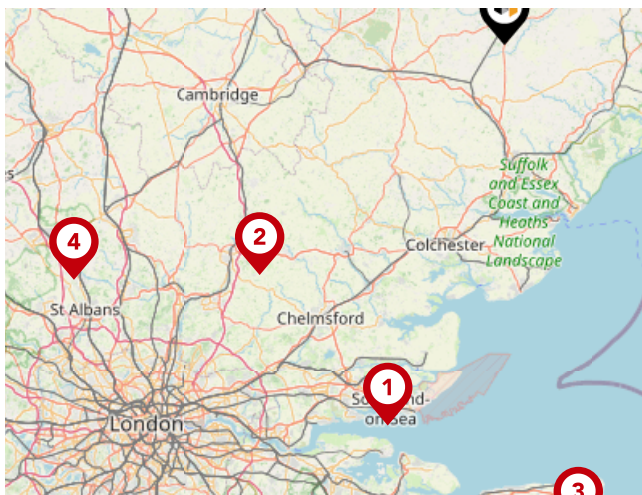 Cambridge
Suffolk
and Essex
Coast and
Heaths
National
Landscape
4
2
Colchester
St Albans
Chelmsford
1
on Sea
London
3